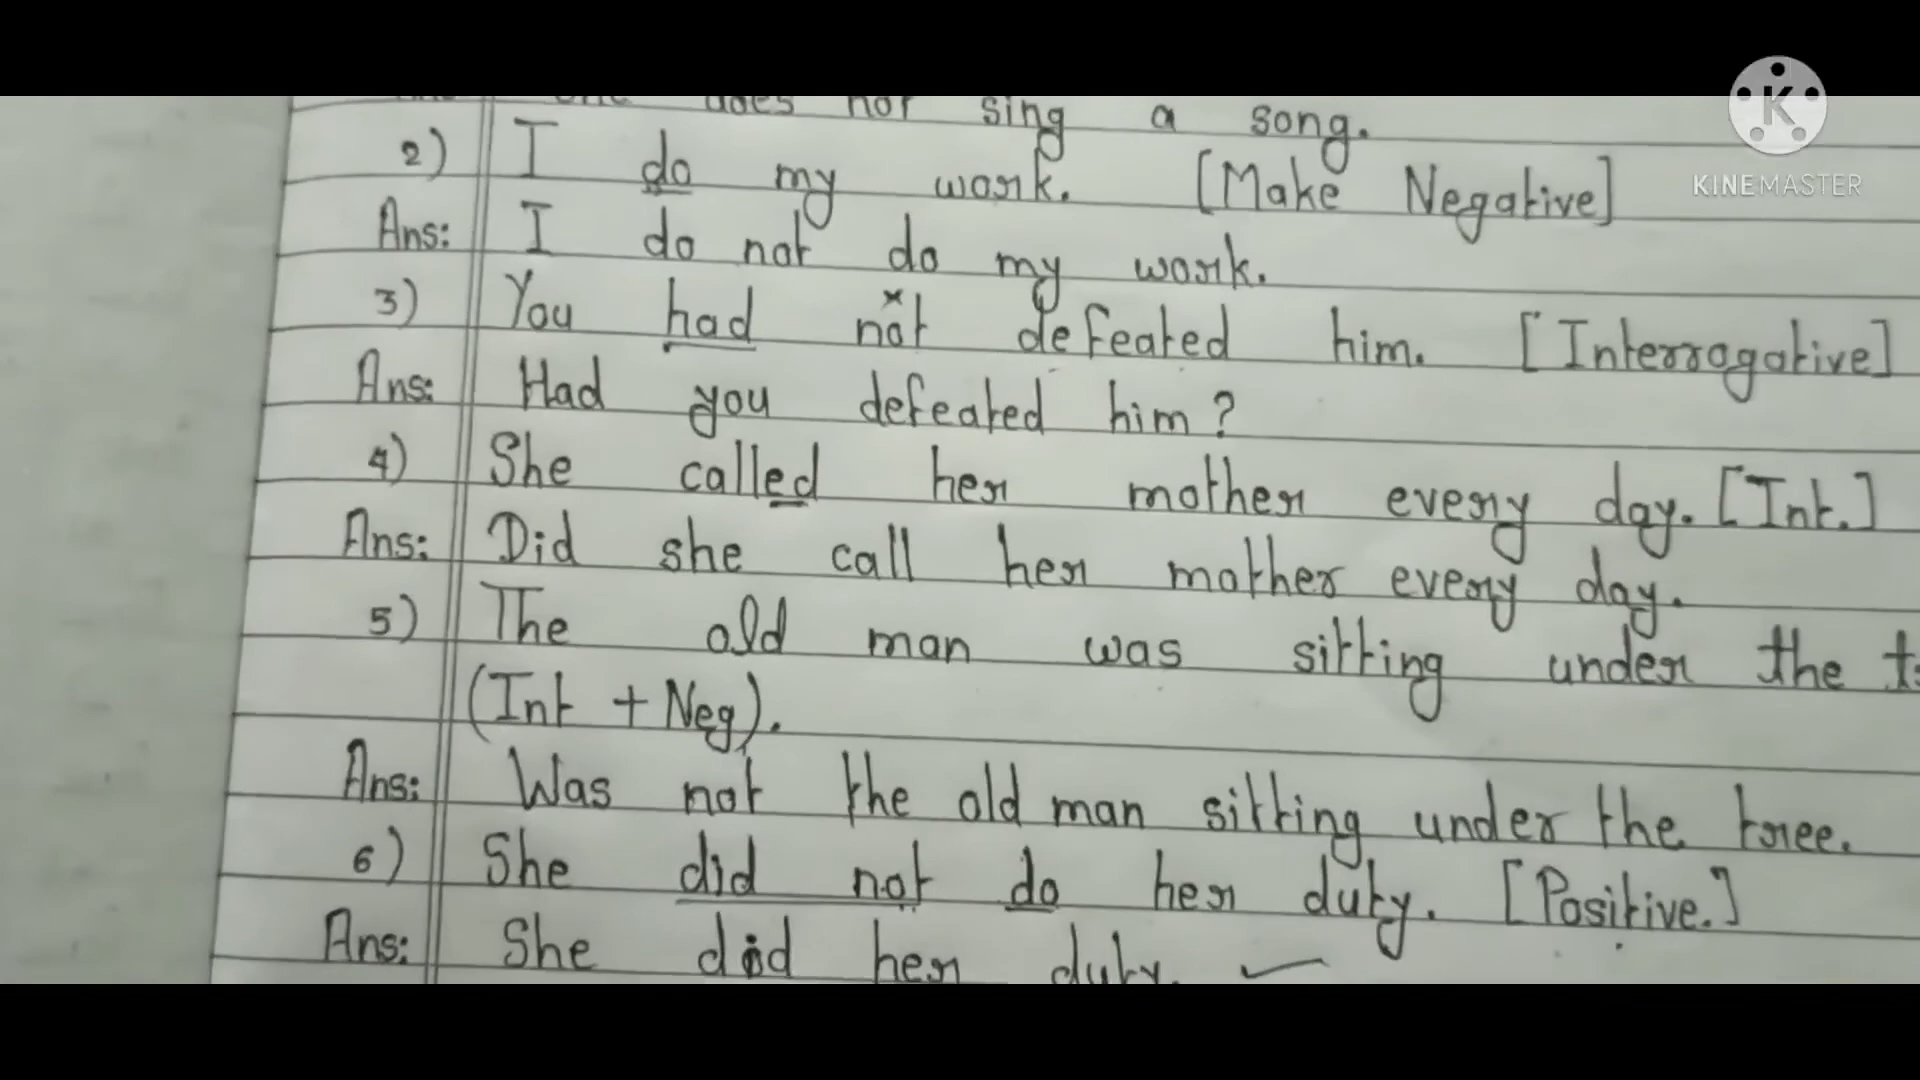 does not sing a song.
2) I do my work. [Make Negative]
Ans: I do not do my work.
3) You had not defeated him. [Interrogative]
Ans: Had you defeated him?
4) She called her mother every day. [Int.]
Ans: Did she call her mother every day.
5) The old man was sitting under the
(Int + Neg).
Ans: Was not the old man sitting under the tree.
6) She did not do her duty. [Positive.]
Ans: She did her duty.
K
KINEMASTER